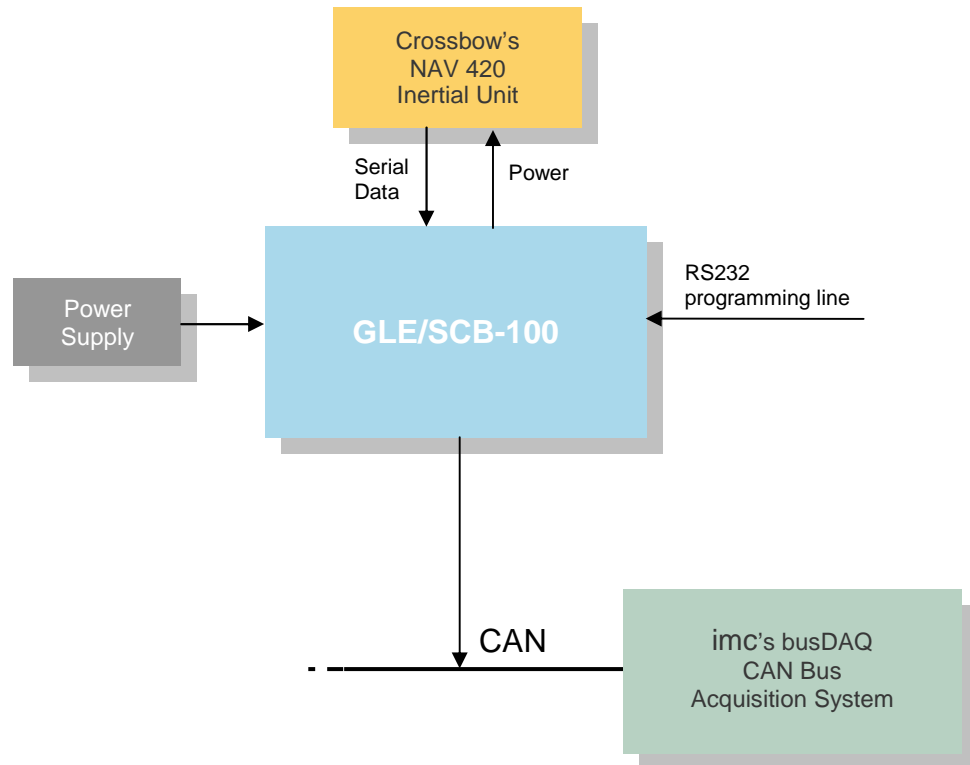 Crossbow's
NAV 420
Inertial Unit
Serial
Data
Power
RS232
programming line
Power
Supply
GLE/SCB-100
CAN
imc's busDAQ
CAN Bus
Acquisition System